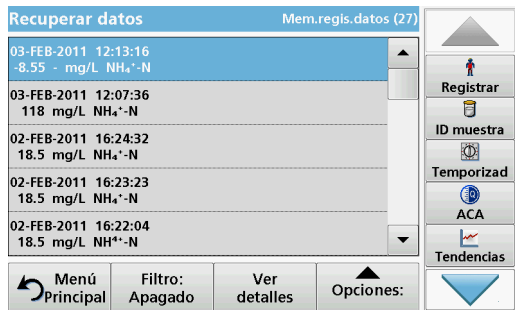 Recuperar datos
Mem.regis.datos (27)
03-FEB-2011 12:13:16
-8.55 - mg/L NH₄⁺-N
03-FEB-2011 12:07:36
118 mg/L NH₄⁺-N
02-FEB-2011 16:24:32
18.5 mg/L NH₄⁺-N
02-FEB-2011 16:23:23
18.5 mg/L NH₄⁺-N
02-FEB-2011 16:22:04
18.5 mg/L NH⁴⁺-N
Registrar
ID muestra
Temporizad
ACA
Tendencias
Menú
Principal
Filtro:
Apagado
Ver
detalles
Opciones: